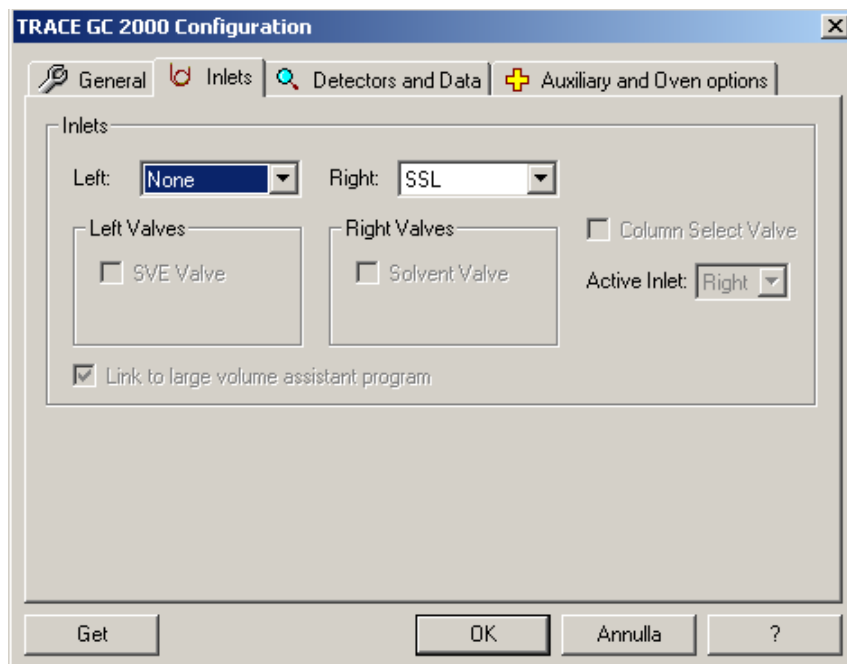 TRACE GC 2000 Configuration
General Inlets Detectors and Data Auxiliary and Oven options
Inlets
Left: None Right: SSL
Left Valves Right Valves Column Select Valve
SVE Valve Solvent Valve Active Inlet: Right
Link to large volume assistant program
Get OK Annulla ?